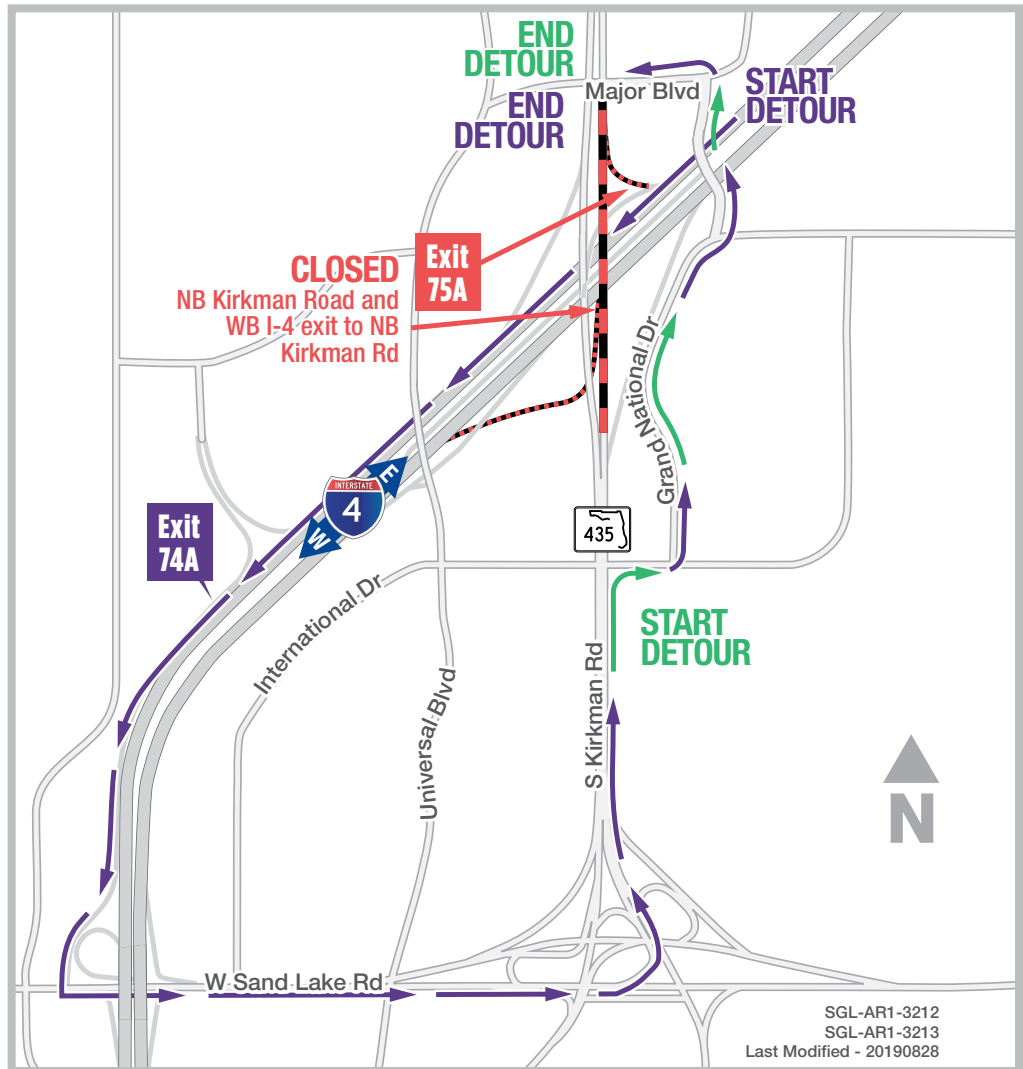 END
DETOUR
Major Blvd
END
DETOUR
START
DETOUR
CLOSED
NB Kirkman Road and
WB I-4 exit to NB
Kirkman Rd
Exit
75A
Grand National Dr
E
INTERSTATE
4
W
Exit
74A
435
International Dr
START
DETOUR
Universal Blvd
S Kirkman Rd
N
W Sand Lake Rd
SGL-AR1-3212
SGL-AR1-3213
Last Modified - 20190828